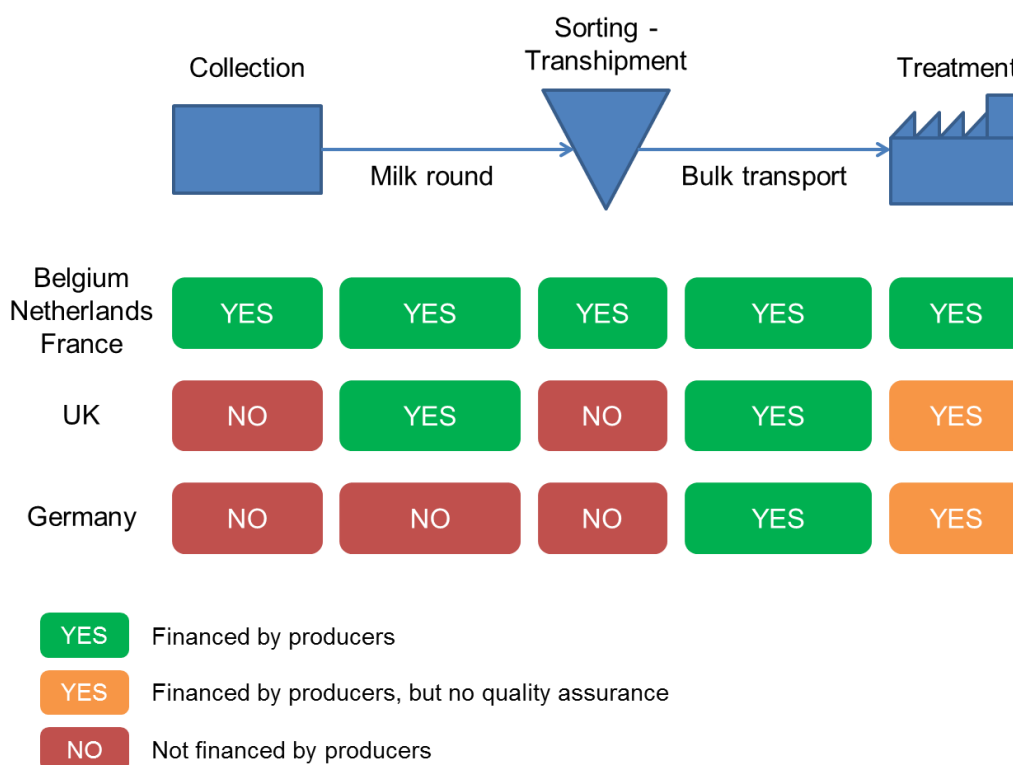 Sorting -
Transhipment
Collection
Treatment
Milk round
Bulk transport
Belgium
Netherlands
France
YES YES YES YES YES
UK
NO YES NO YES YES
Germany
NO NO NO YES YES
YES Financed by producers
YES Financed by producers, but no quality assurance
NO Not financed by producers